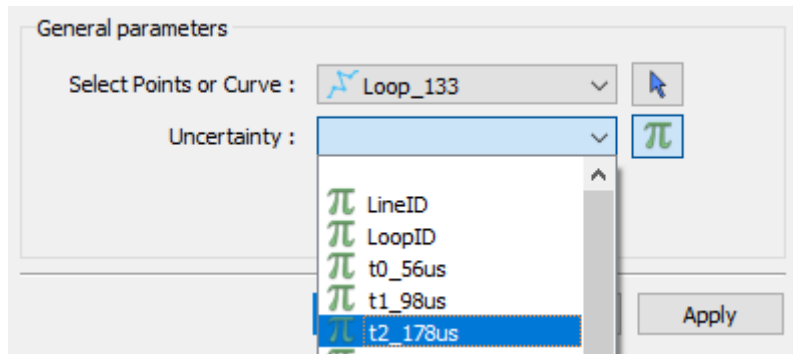 General parameters
Select Points or Curve : Loop_133
Uncertainty : π
π LineID
π LoopID
π t0_56us
π t1_98us
π t2_178us
Apply